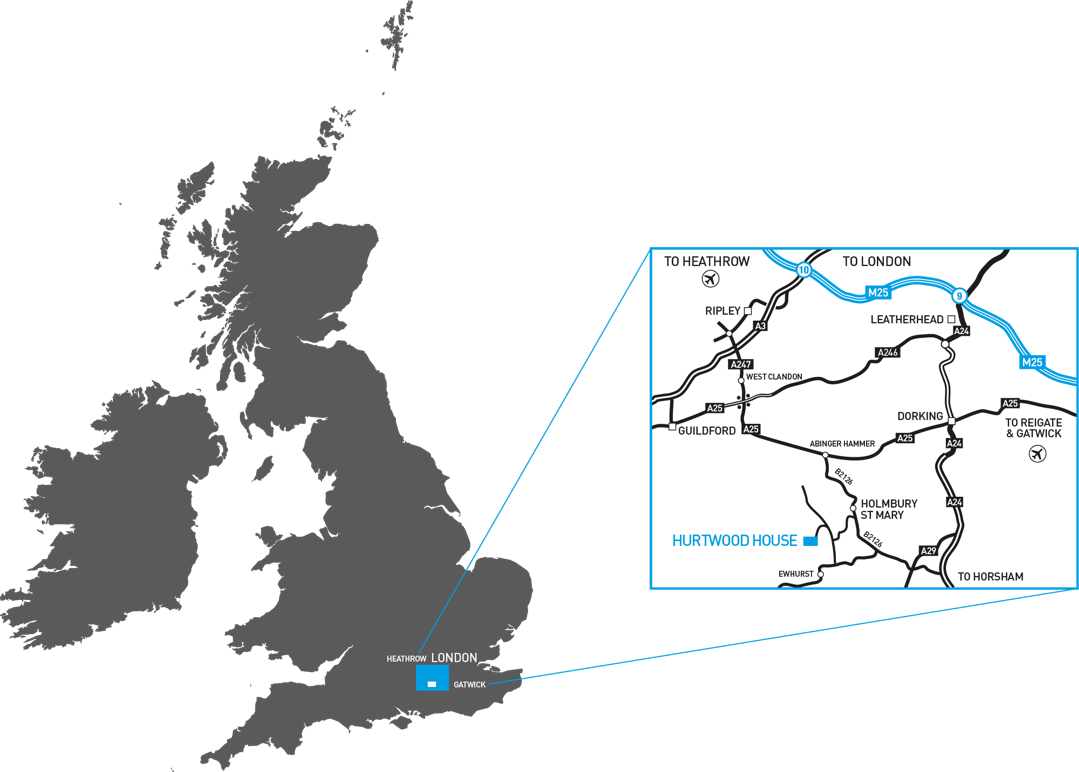 TO HEATHROW
TO LONDON
10
M25
9
RIPLEY
A3
LEATHERHEAD
A24
A246
M25
A247
WEST CLANDON
A25
A25
GUILDFORD
A25
DORKING
TO REIGATE
& GATWICK
ABINGER HAMMER
A25
A24
B2126
A24
HOLMBURY
ST MARY
HURTWOOD HOUSE
B2126
A29
EWHURST
TO HORSHAM
HEATHROW
LONDON
GATWICK